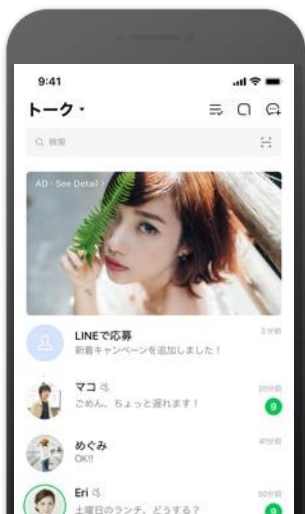 9:41
トーク
検索
AD · See Detail >
LINEで応募
3分前
新着キャンペーンを追加しました!
マコ
20分前
ごめん、ちょっと遅れます!
9
めぐみ
41分前
OK!!
Eri
50分前
土曜日のランチ、どうする?
9